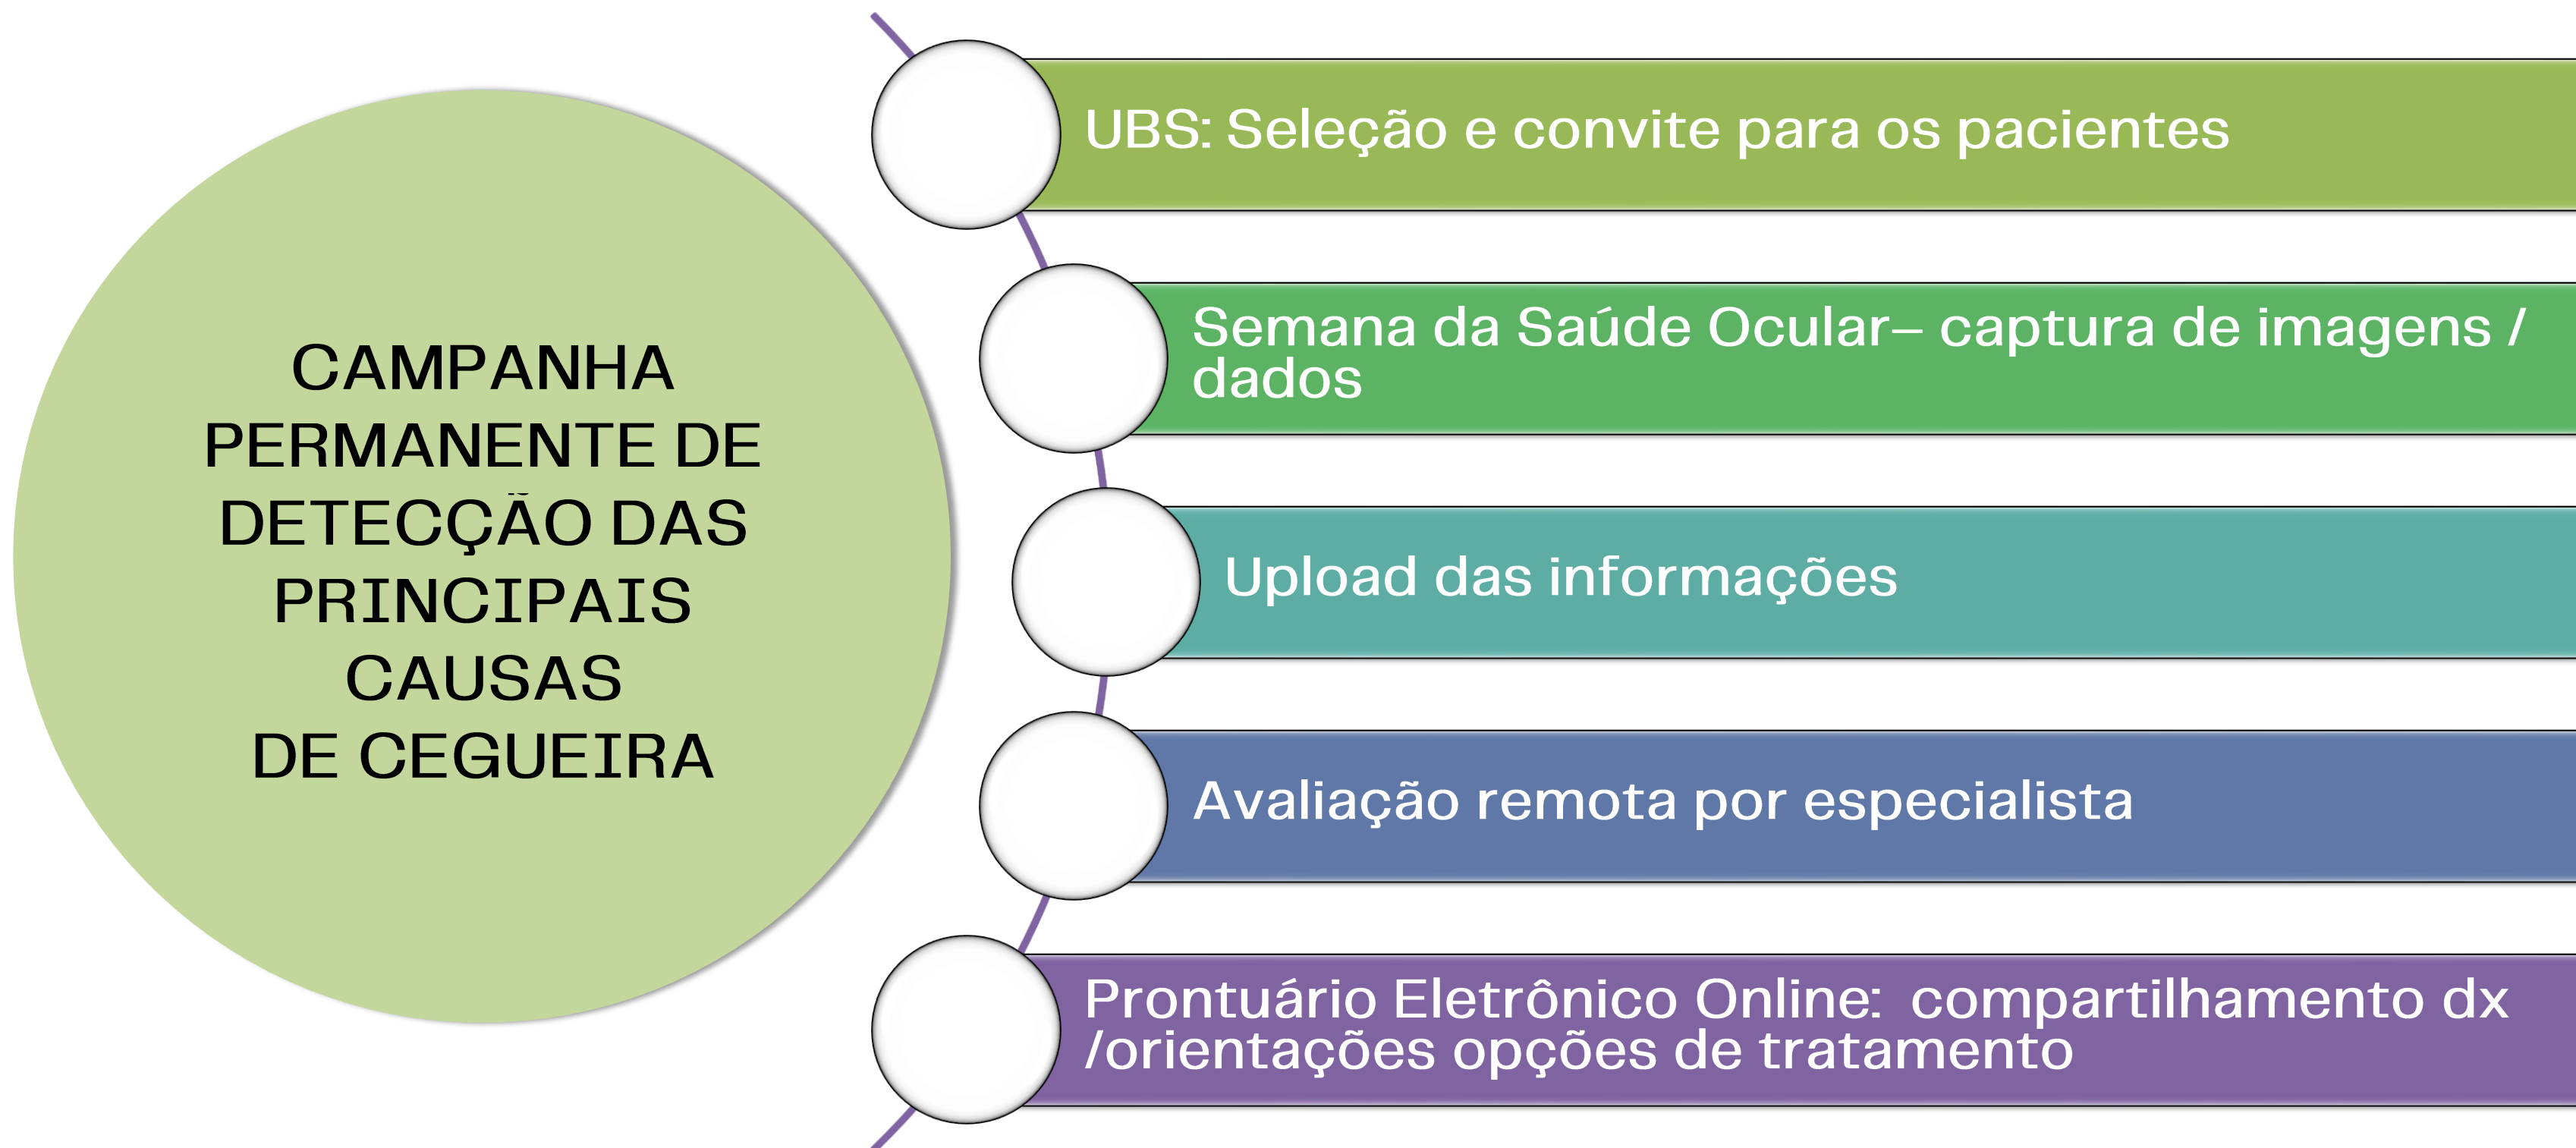 CAMPANHA
PERMANENTE DE
DETECÇÃO DAS
PRINCIPAIS
CAUSAS
DE CEGUEIRA
UBS: Seleção e convite para os pacientes
Semana da Saúde Ocular– captura de imagens /
dados
Upload das informações
Avaliação remota por especialista
Prontuário Eletrônico Online:  compartilhamento dx
/orientações opções de tratamento